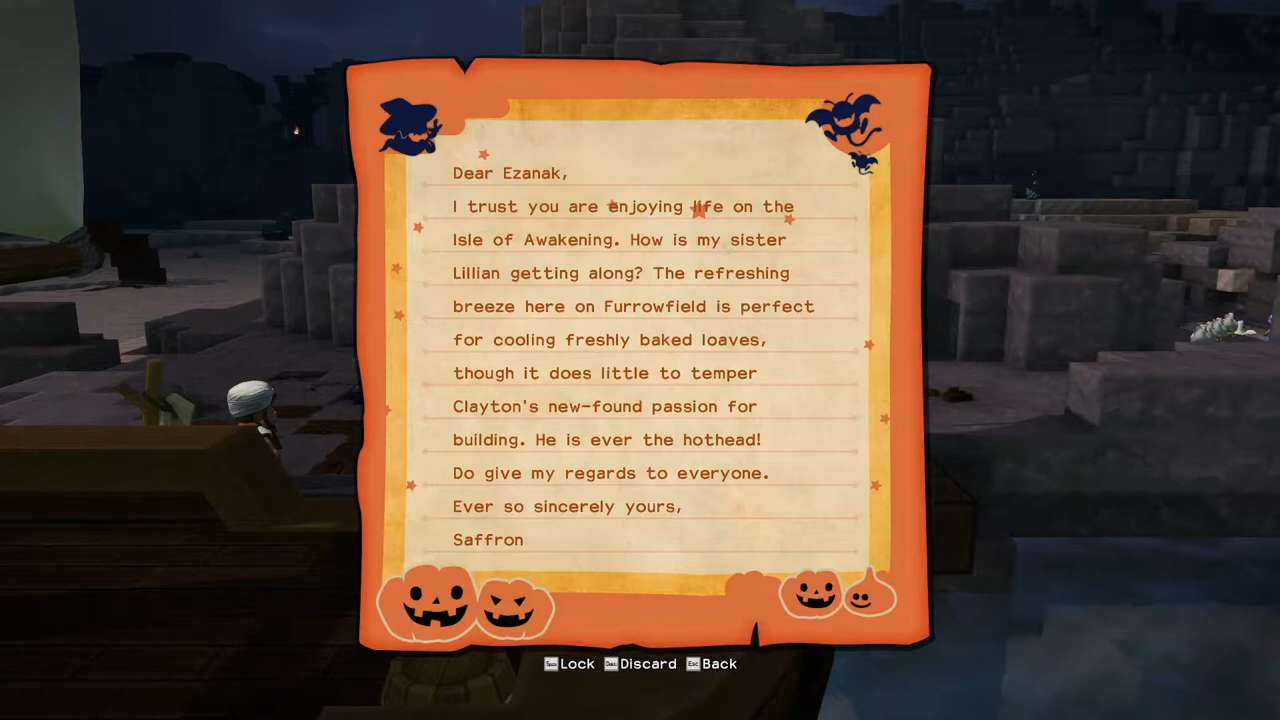 Dear Ezanak,
I trust you are enjoying life on the
Isle of Awakening. How is my sister
Lillian getting along? The refreshing
breeze here on Furrowfield is perfect
for cooling freshly baked loaves,
though it does little to temper
Clayton's new-found passion for
building. He is ever the hothead!
Do give my regards to everyone.
Ever so sincerely yours,
Saffron
Lock Discard Esc Back